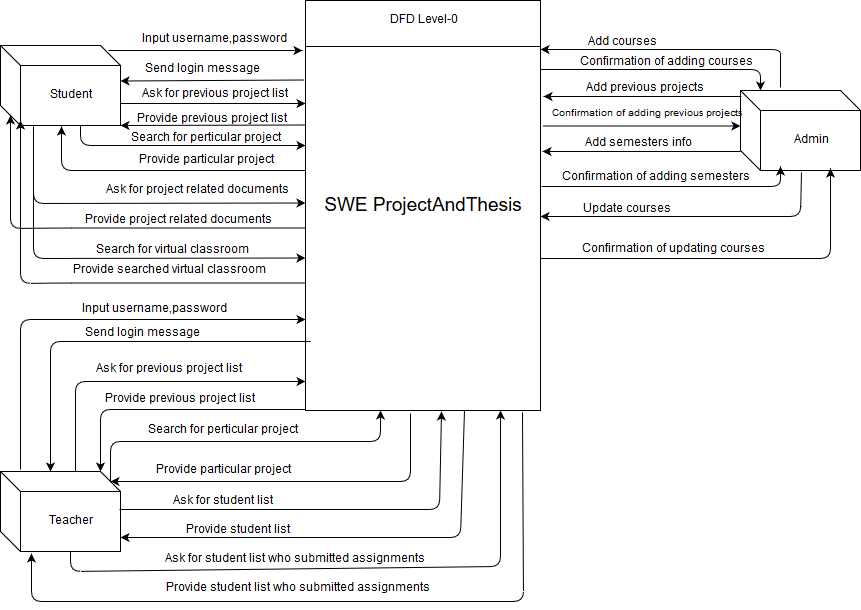 DFD Level-0
SWE ProjectAndThesis
Student
Input username,password
Send login message
Ask for previous project list
Provide previous project list
Search for perticular project
Provide particular project
Ask for project related documents
Provide project related documents
Search for virtual classroom
Provide searched virtual classroom
Admin
Add courses
Confirmation of adding courses
Add previous projects
Confirmation of adding previous projects
Add semesters info
Confirmation of adding semesters
Update courses
Confirmation of updating courses
Teacher
Input username,password
Send login message
Ask for previous project list
Provide previous project list
Search for perticular project
Provide particular project
Ask for student list
Provide student list
Ask for student list who submitted assignments
Provide student list who submitted assignments